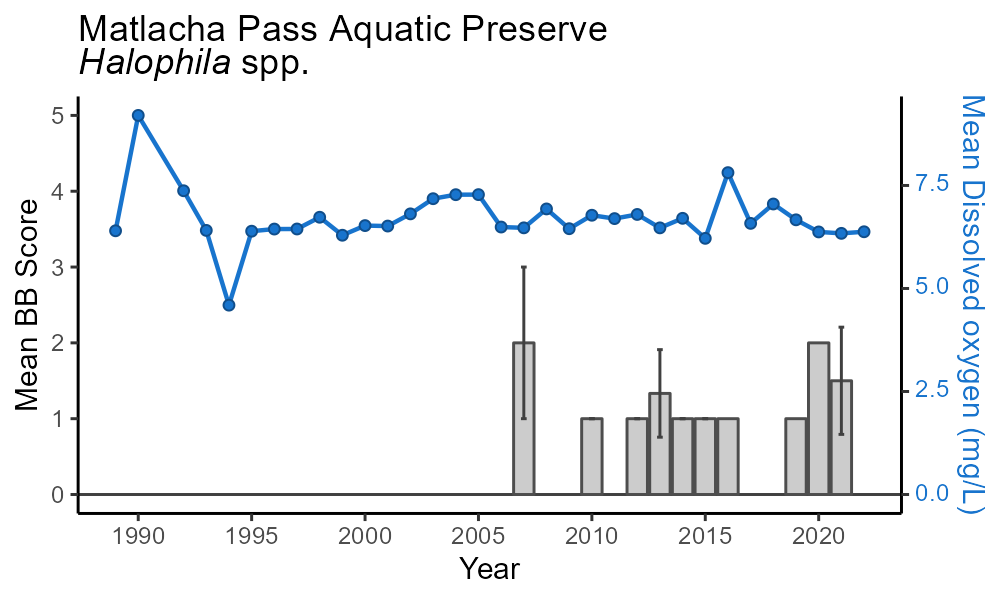 Matlacha Pass Aquatic Preserve
Halophila spp.
Mean BB Score
5
4
3
2
1
0
7.5
5.0
2.5
0.0
Mean Dissolved oxygen (mg/L)
1990 1995 2000 2005 2010 2015 2020
Year